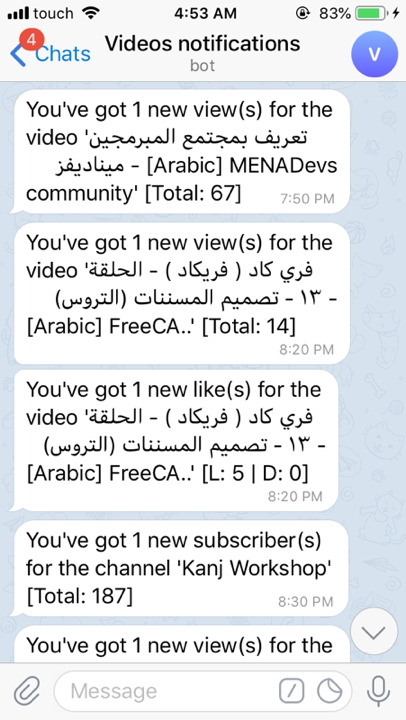 touch
4:53 AM
83%
4
Chats
Videos notifications
bot
V
You've got 1 new view(s) for the
video 'تعريف بمجتمع المبرمجين
ميناديفز - [Arabic] MENADevs
community' [Total: 67]
7:50 PM
You've got 1 new view(s) for the
video 'فري كاد ( فريكاد ) - الحلقة
- ١٣ - تصميم المسننات (التروس)
[Arabic] FreeCA..' [Total: 14]
8:20 PM
You've got 1 new like(s) for the
video 'فري كاد ( فريكاد ) - الحلقة
- ١٣ - تصميم المسننات (التروس)
[Arabic] FreeCA..' [L: 5 | D: 0]
8:20 PM
You've got 1 new subscriber(s)
for the channel 'Kanj Workshop'
[Total: 187]
8:30 PM
You've got 1 new view(s) for the
Message